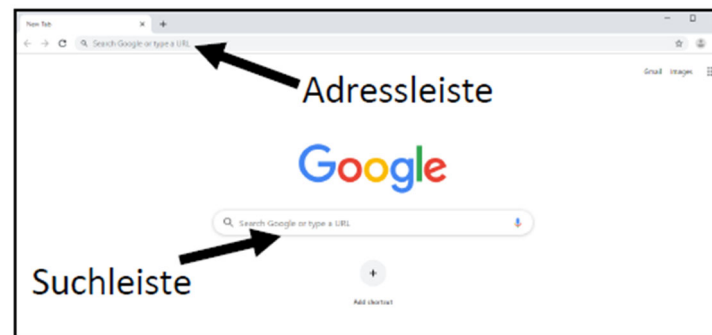 New Tab
Search Google or type a URL
Gmail Images
Adressleiste
Google
Search Google or type a URL
Suchleiste
Add shortcut